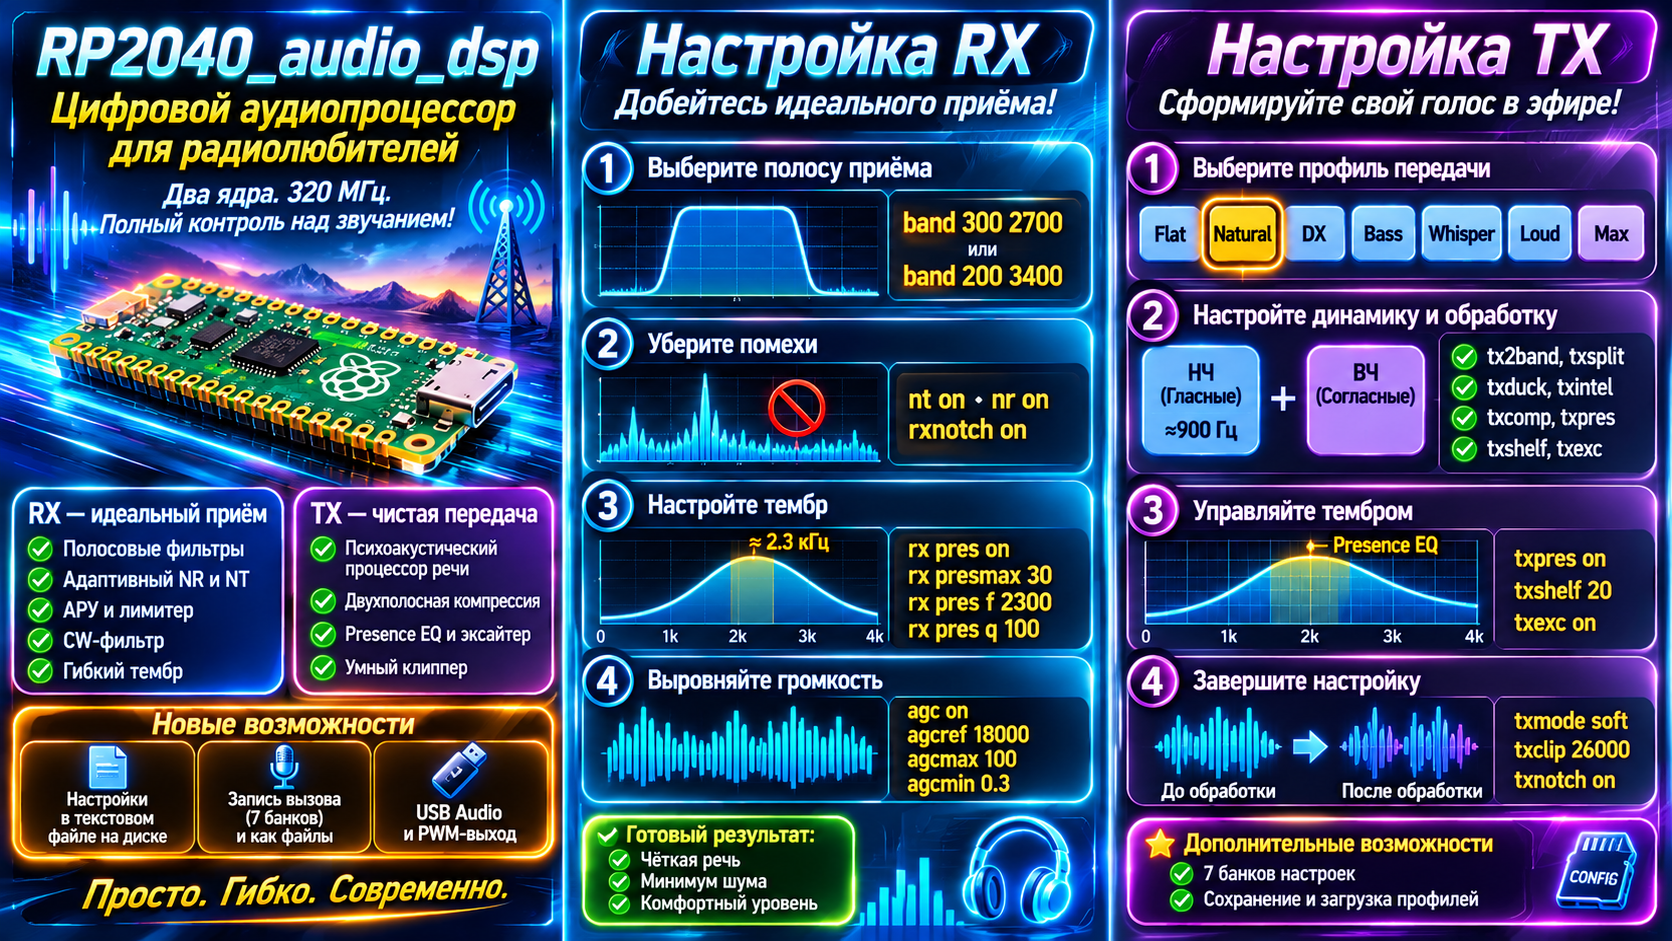 RP2040_audio_dsp
Цифровой аудиопроцессор
для радиолюбителей
Два ядра. 320 МГц.
Полный контроль над звучанием!
RX — идеальный приём
Полосовые фильтры
Адаптивный NR и NT
АРУ и лимитер
CW-фильтр
Гибкий тембр
TX — чистая передача
Психоакустический
процессор речи
Двухполосная компрессия
Presence EQ и эксайтер
Умный клиппер
Новые возможности
Настройки
в текстовом
файле на диске
Запись вызова
(7 банков)
и как файлы
USB Audio
и PWM-выход
Просто. Гибко. Современно.
Настройка RX
Добейтесь идеального приёма!
1 Выберите полосу приёма
band 300 2700
или
band 200 3400
2 Уберите помехи
nt on • nr on
rxnotch on
3 Настройте тембр
≈ 2.3 кГц
0 1k 2k 3k 4k
rx pres on
rx presmax 30
rx pres f 2300
rx pres q 100
4 Выровняйте громкость
agc on
agcref 18000
agcmax 100
agcmin 0.3
Готовый результат:
Чёткая речь
Минимум шума
Комфортный уровень
Настройка TX
Сформируйте свой голос в эфире!
1 Выберите профиль передачи
Flat Natural DX Bass Whisper Loud Max
2 Настройте динамику и обработку
НЧ
(Гласные)
≈900 Гц
+
ВЧ
(Согласные)
tx2band, txsplit
txduck, txintel
txcomp, txpres
txshelf, txexc
3 Управляйте тембром
Presence EQ
0 1k 2k 3k 4k
txpres on
txshelf 20
txexc on
4 Завершите настройку
До обработки
После обработки
txmode soft
txclip 26000
txnotch on
Дополнительные возможности
7 банков настроек
Сохранение и загрузка профилей
CONFIG